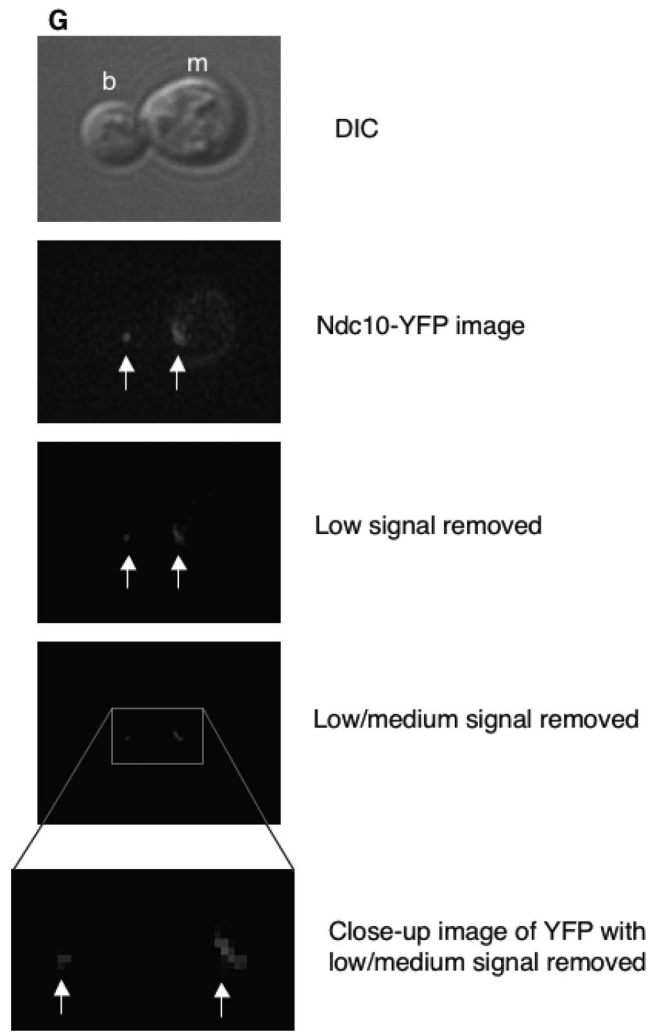 G
b
m
DIC
Ndc10-YFP image
Low signal removed
Low/medium signal removed
Close-up image of YFP with
low/medium signal removed